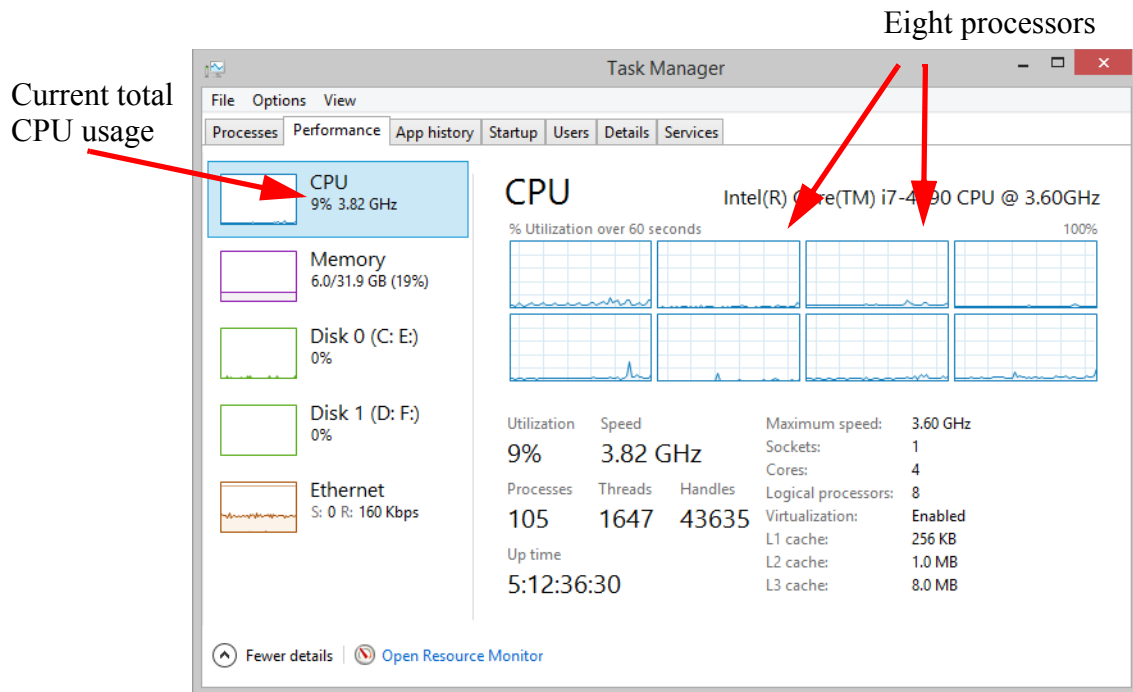 Eight processors
Current total
CPU usage
Task Manager
File Options View
Processes Performance App history Startup Users Details Services
CPU
9% 3.82 GHz
Memory
6.0/31.9 GB (19%)
Disk 0 (C: E:)
0%
Disk 1 (D: F:)
0%
Ethernet
S: 0 R: 160 Kbps
CPU
Intel(R) CPU @ 3.60GHz
% Utilization over 60 seconds 100%
Utilization Speed
9% 3.82 GHz
Processes Threads Handles
105 1647 43635
Up time
5:12:36:30
Maximum speed: 3.60 GHz
Sockets: 1
Cores: 4
Logical processors: 8
Virtualization: Enabled
L1 cache: 256 KB
L2 cache: 1.0 MB
L3 cache: 8.0 MB
Fewer details
Open Resource Monitor